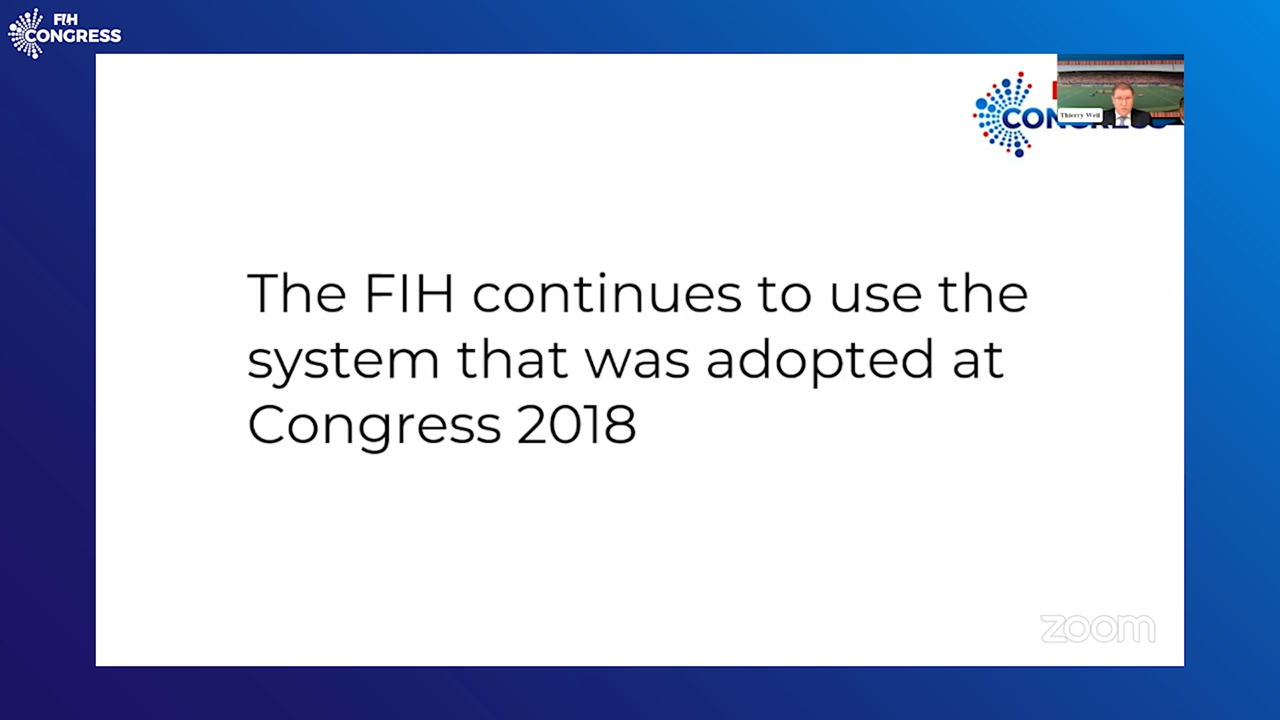 FIH
CONGRESS
Thierry Weil
The FIH continues to use the
system that was adopted at
Congress 2018
zoom